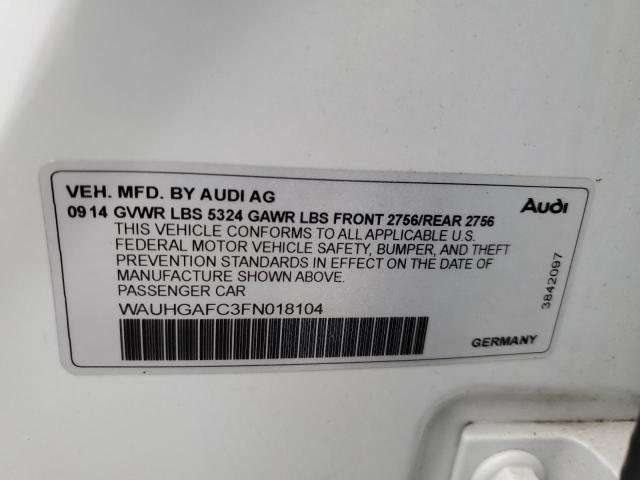 VEH. MFD. BY AUDI AG
09 14 GVWR LBS 5324 GAWR LBS FRONT 2756/REAR 2756
THIS VEHICLE CONFORMS TO ALL APPLICABLE U.S.
FEDERAL MOTOR VEHICLE SAFETY, BUMPER, AND THEFT
PREVENTION STANDARDS IN EFFECT ON THE DATE OF
MANUFACTURE SHOWN ABOVE.
PASSENGER CAR
WAUHGAFC3FN018104
Audi
3842097
GERMANY